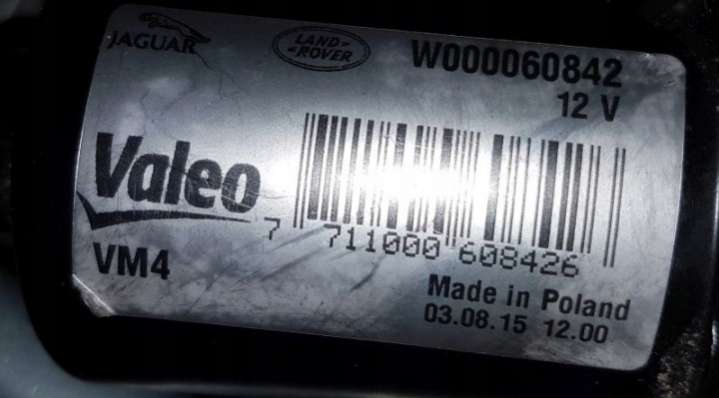 JAGUAR
LAND-
-ROVER
W000060842
12 V
Valeo
7 711000 608426
VM4
Made in Poland
03.08.15 12.00